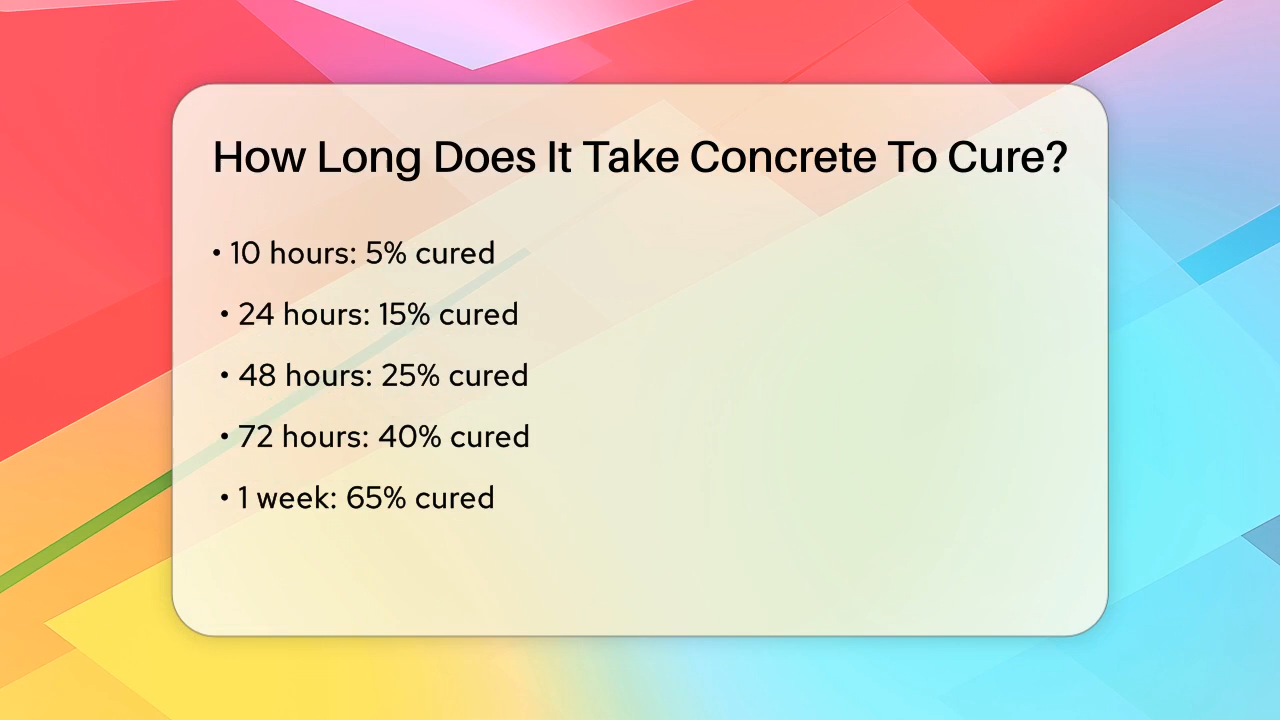 How Long Does It Take Concrete To Cure?
• 10 hours: 5% cured
• 24 hours: 15% cured
• 48 hours: 25% cured
• 72 hours: 40% cured
• 1 week: 65% cured